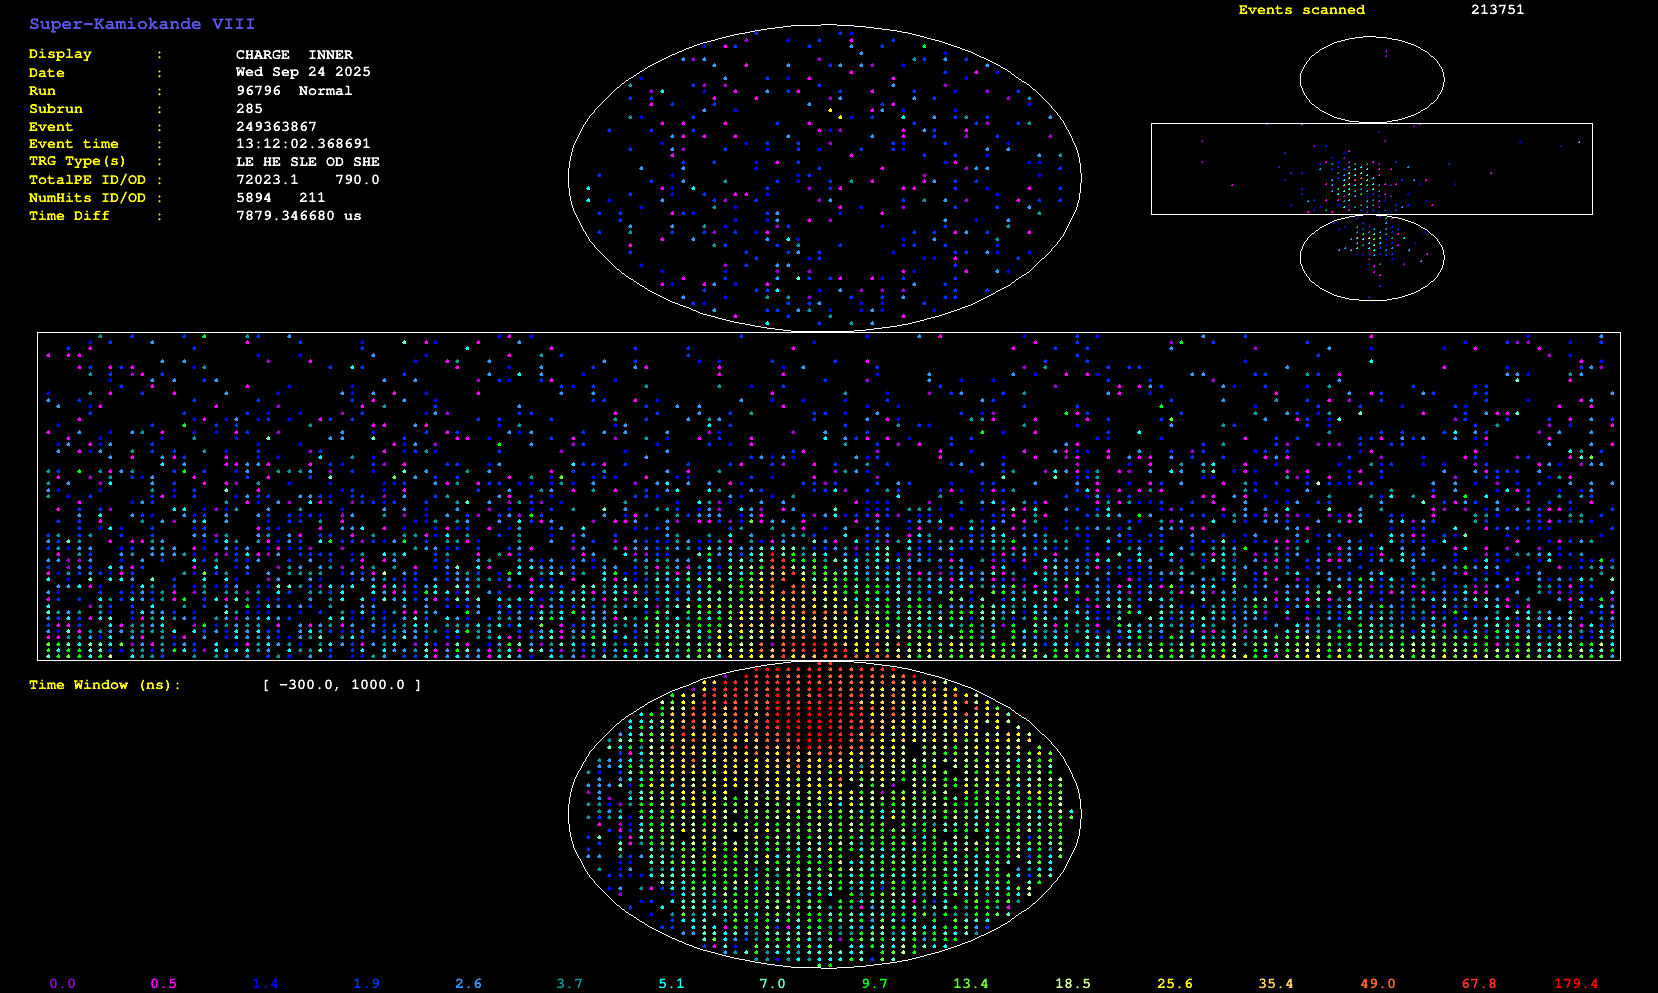 Super-Kamiokande VIII
Events scanned 213751
Display : CHARGE INNER
Date : Wed Sep 24 2025
Run : 96796 Normal
Subrun : 285
Event : 249363867
Event time : 13:12:02.368691
TRG Type(s) : LE HE SLE OD SHE
TotalPE ID/OD : 72023.1 790.0
NumHits ID/OD : 5894 211
Time Diff : 7879.346680 us
Time Window (ns): [ -300.0, 1000.0 ]
0.0 0.5 1.4 1.9 2.6 3.7 5.1 7.0 9.7 13.4 18.5 25.6 35.4 49.0 67.8 179.4